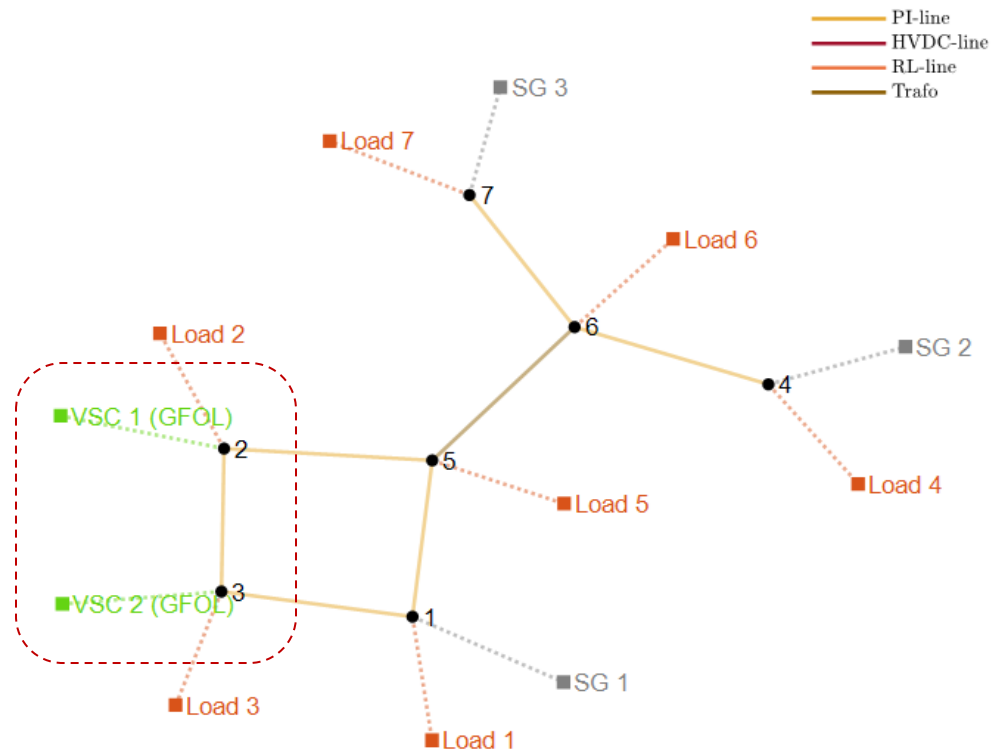 PI-line
HVDC-line
RL-line
Trafo
SG 3
Load 7
7
Load 6
6
Load 2
SG 2
4
VSC 1 (GFOL)
2
5
Load 4
Load 5
3
VSC 2 (GFOL)
1
SG 1
Load 3
Load 1